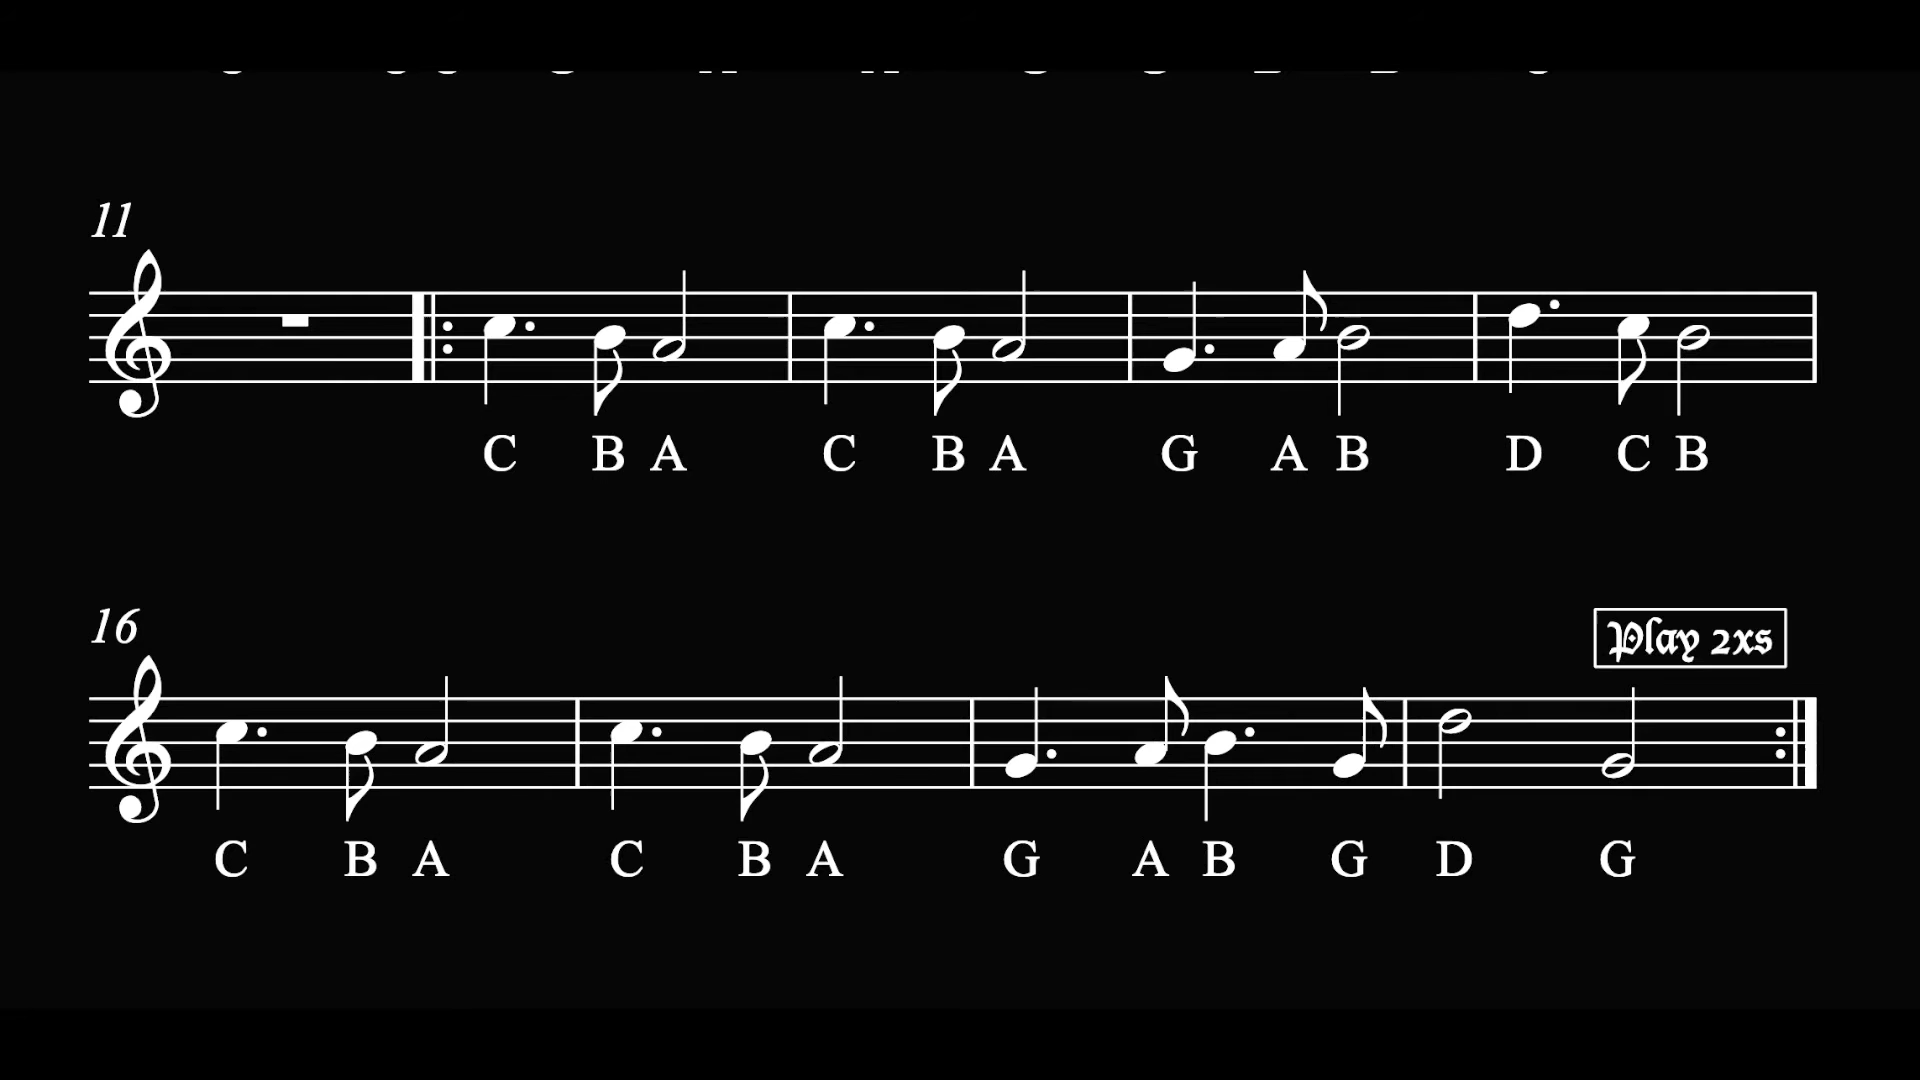 11
C B A C B A G A B D C B
16
Play 2xs
C B A C B A G A B G D G